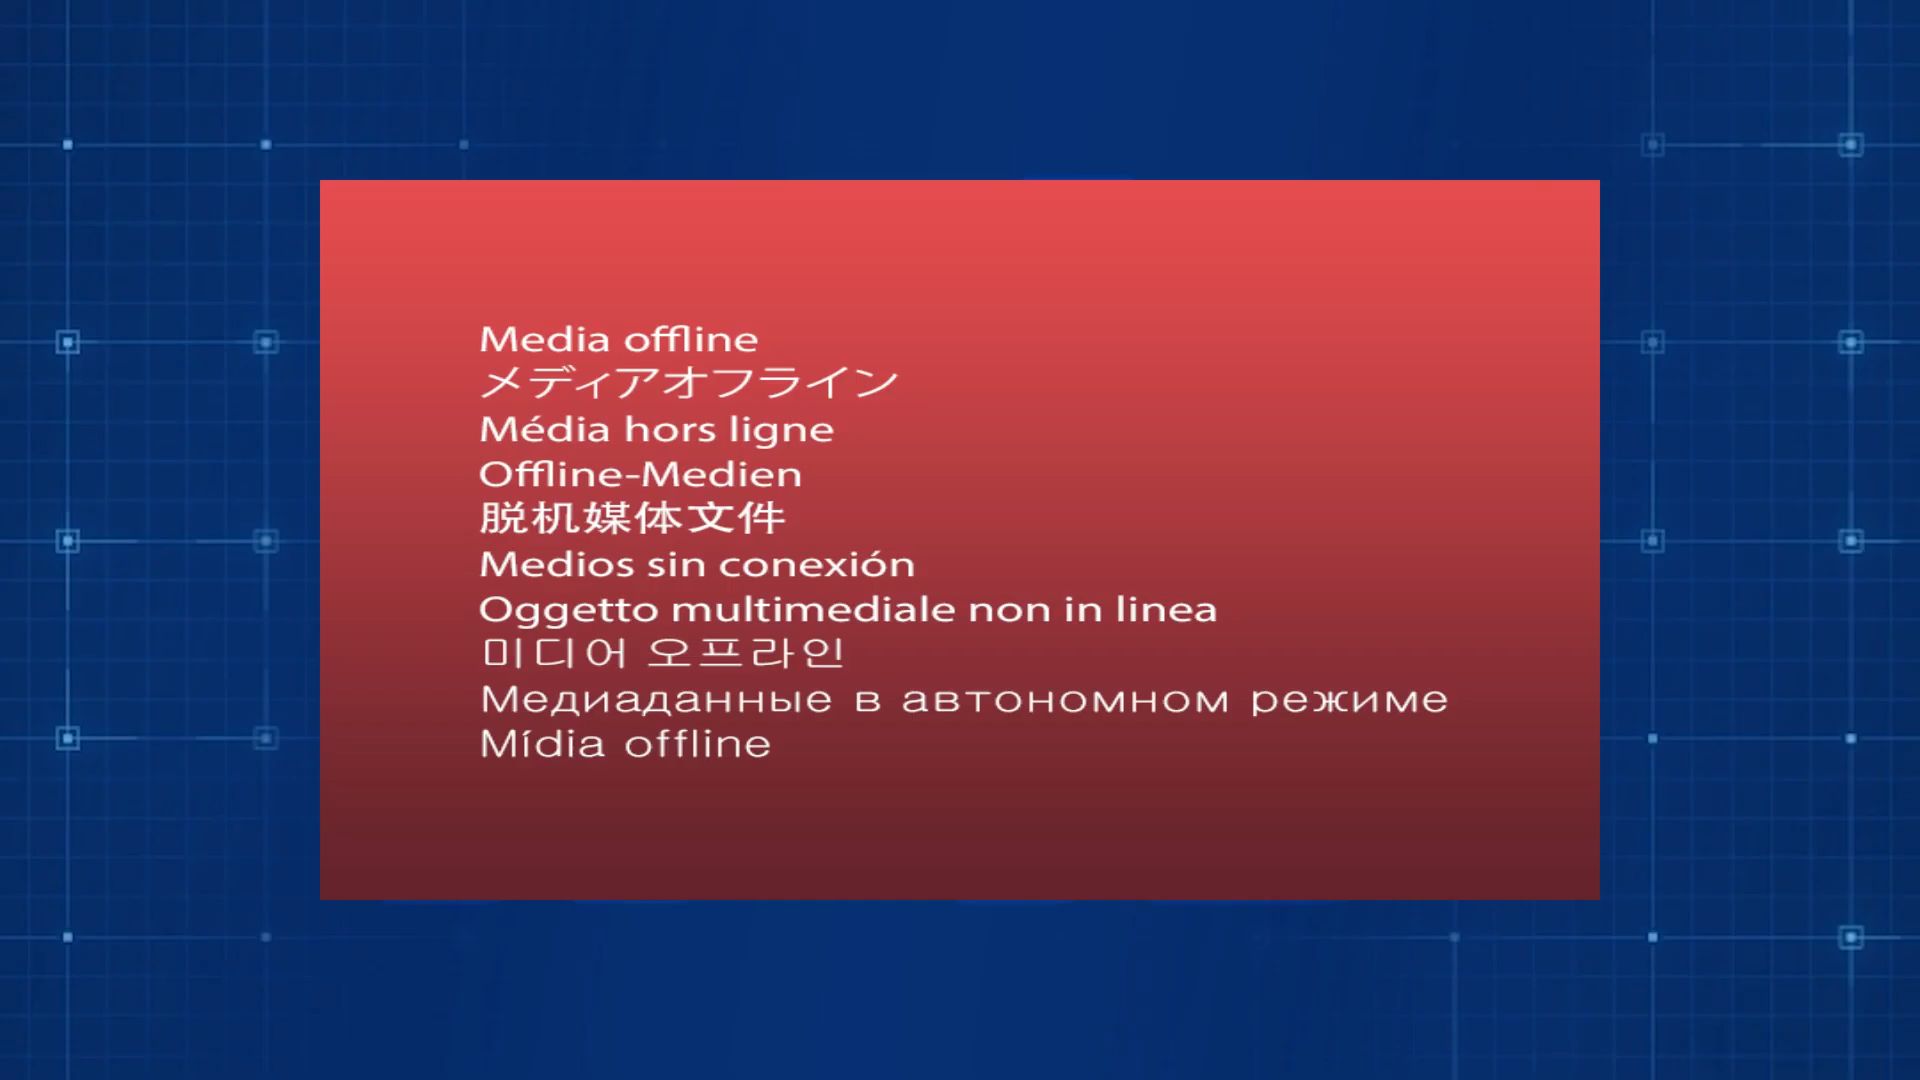 Media offline
メディアオフライン
Média hors ligne
Offline-Medien
脱机媒体文件
Medios sin conexión
Oggetto multimediale non in linea
미디어 오프라인
Медиаданные в автономном режиме
Mídia offline